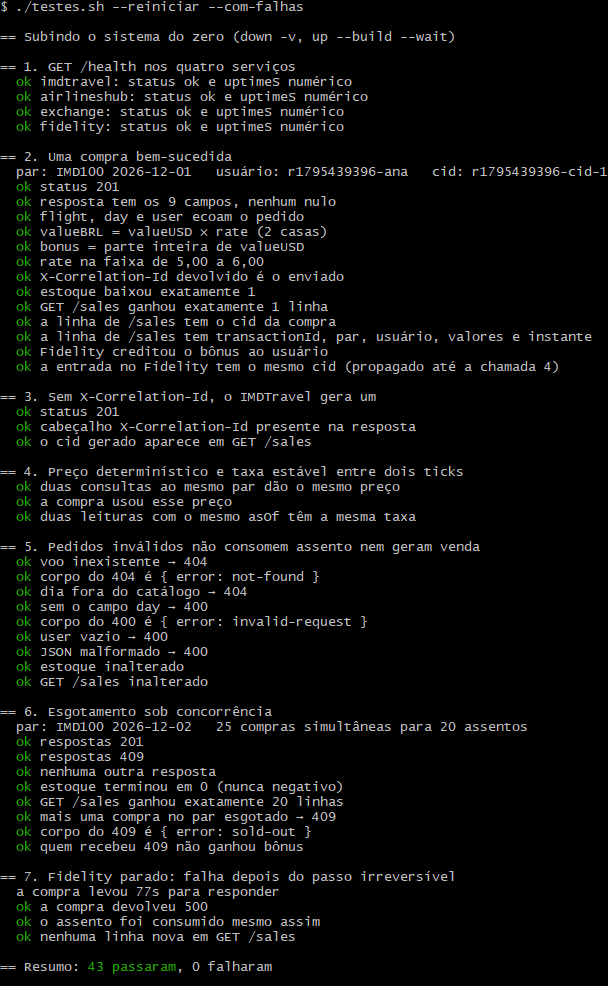 $ ./testes.sh --reiniciar --com-falhas
== Subindo o sistema do zero (down -v, up --build --wait)
== 1. GET /health nos quatro serviços
ok imdtravel: status ok e uptimeS numérico
ok airlineshub: status ok e uptimeS numérico
ok exchange: status ok e uptimeS numérico
ok fidelity: status ok e uptimeS numérico
== 2. Uma compra bem-sucedida
par: IMD100 2026-12-01   usuário: r1795439396-ana   cid: r1795439396-cid-1
ok status 201
ok resposta tem os 9 campos, nenhum nulo
ok flight, day e user ecoam o pedido
ok valueBRL = valueUSD × rate (2 casas)
ok bonus = parte inteira de valueUSD
ok rate na faixa de 5,00 a 6,00
ok X-Correlation-Id devolvido é o enviado
ok estoque baixou exatamente 1
ok GET /sales ganhou exatamente 1 linha
ok a linha de /sales tem o cid da compra
ok a linha de /sales tem transactionId, par, usuário, valores e instante
ok Fidelity creditou o bônus ao usuário
ok a entrada no Fidelity tem o mesmo cid (propagado até a chamada 4)
== 3. Sem X-Correlation-Id, o IMDTravel gera um
ok status 201
ok cabeçalho X-Correlation-Id presente na resposta
ok o cid gerado aparece em GET /sales
== 4. Preço determinístico e taxa estável entre dois ticks
ok duas consultas ao mesmo par dão o mesmo preço
ok a compra usou esse preço
ok duas leituras com o mesmo asOf têm a mesma taxa
== 5. Pedidos inválidos não consomem assento nem geram venda
ok voo inexistente → 404
ok corpo do 404 é { error: not-found }
ok dia fora do catálogo → 404
ok sem o campo day → 400
ok corpo do 400 é { error: invalid-request }
ok user vazio → 400
ok JSON malformado → 400
ok estoque inalterado
ok GET /sales inalterado
== 6. Esgotamento sob concorrência
par: IMD100 2026-12-02   25 compras simultâneas para 20 assentos
ok respostas 201
ok respostas 409
ok nenhuma outra resposta
ok estoque terminou em 0 (nunca negativo)
ok GET /sales ganhou exatamente 20 linhas
ok mais uma compra no par esgotado → 409
ok corpo do 409 é { error: sold-out }
ok quem recebeu 409 não ganhou bônus
== 7. Fidelity parado: falha depois do passo irreversível
a compra levou 77s para responder
ok a compra devolveu 500
ok o assento foi consumido mesmo assim
ok nenhuma linha nova em GET /sales
== Resumo: 43 passaram, 0 falharam